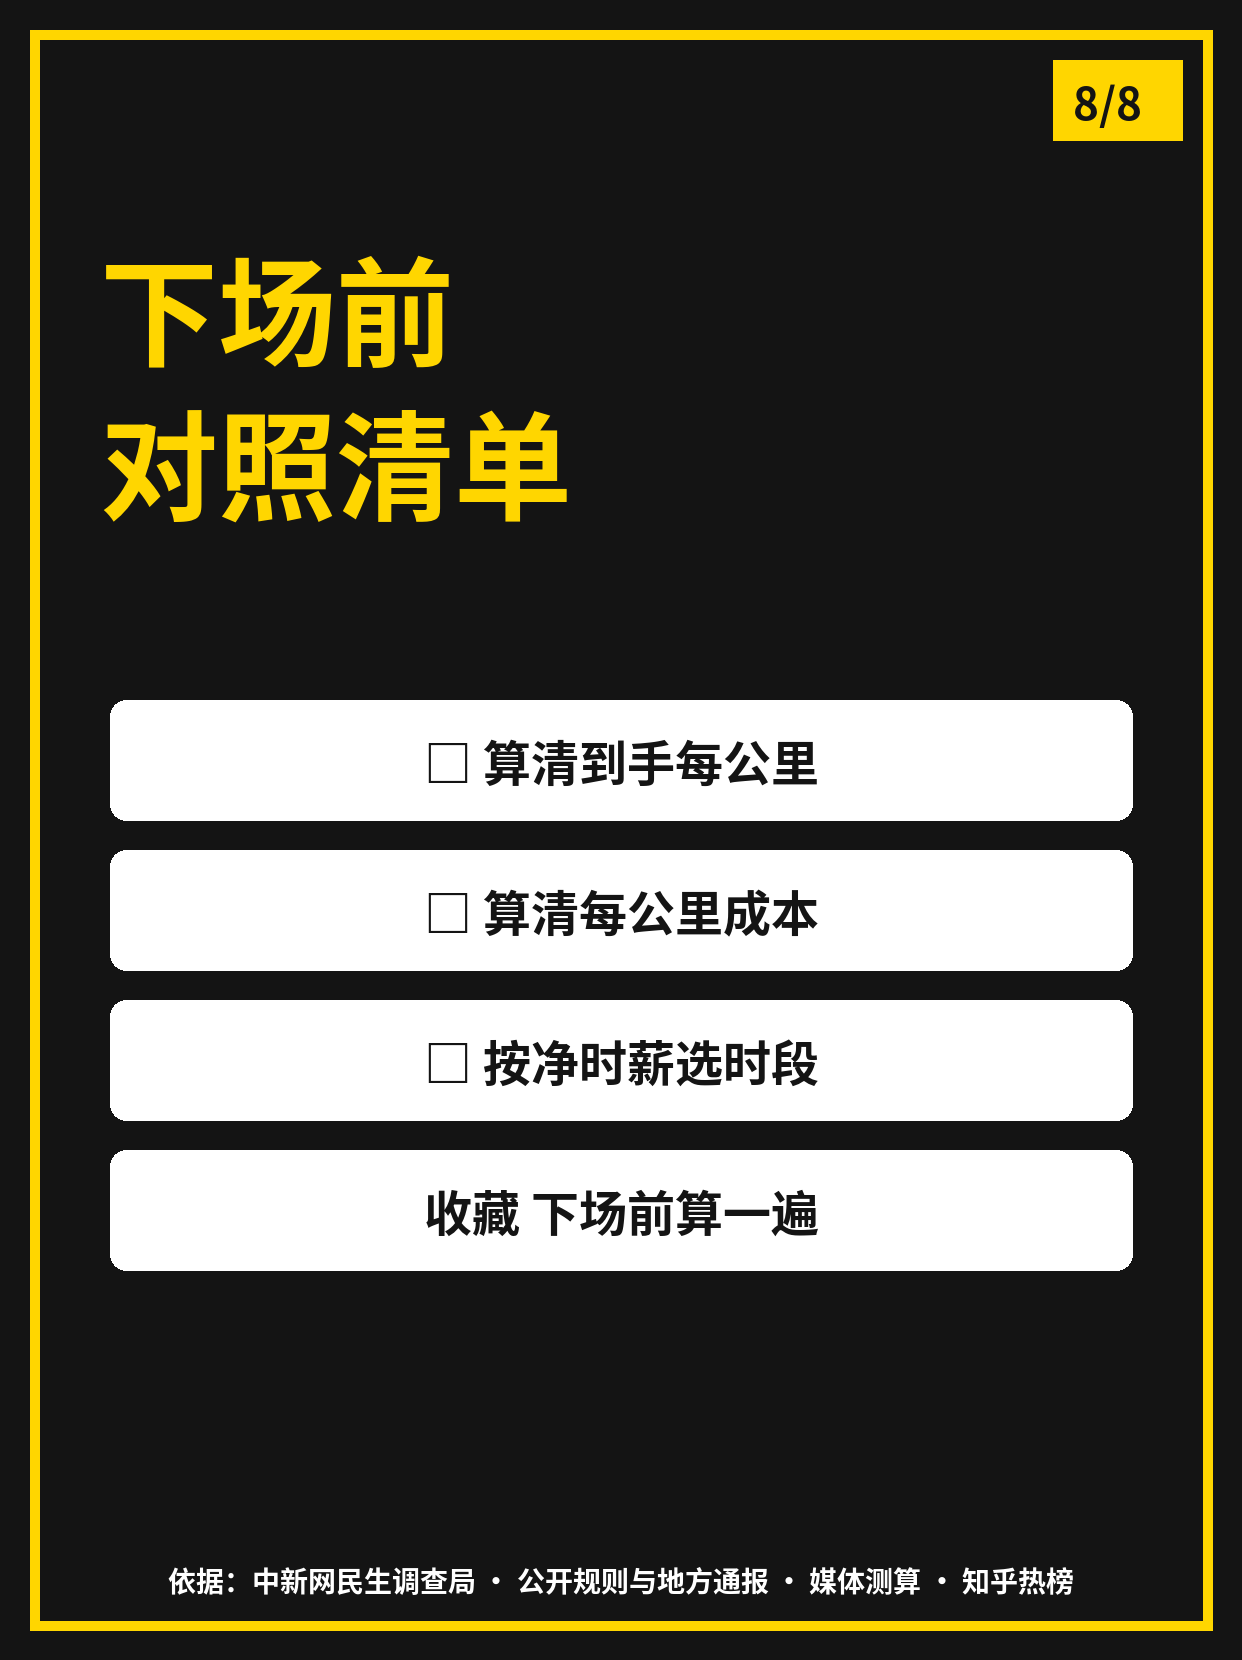 8/8
下场前
对照清单
□ 算清到手每公里
□ 算清每公里成本
□ 按净时薪选时段
收藏 下场前算一遍
依据：中新网民生调查局 · 公开规则与地方通报 · 媒体测算 · 知乎热榜